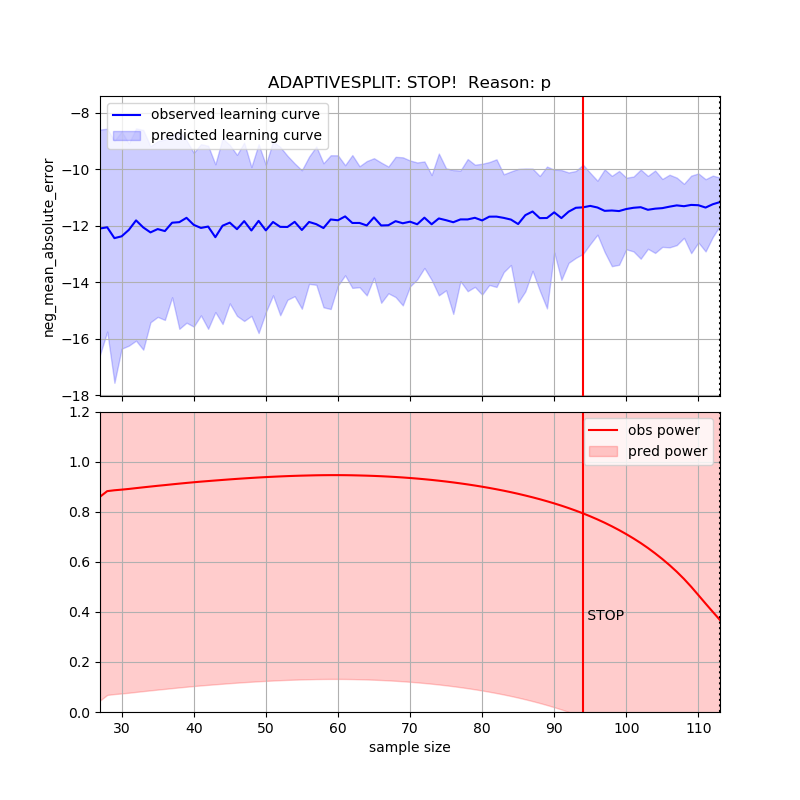 ADAPTIVESPLIT: STOP!  Reason: p
observed learning curve
predicted learning curve
neg_mean_absolute_error
−8
−10
−12
−14
−16
−18
obs power
pred power
STOP
1.2
1.0
0.8
0.6
0.4
0.2
0.0
30 40 50 60 70 80 90 100 110
sample size